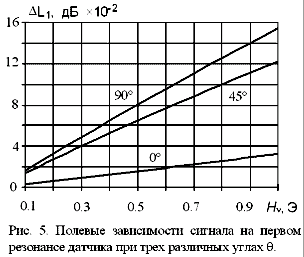 ΔL₁, дБ ×10⁻²
16
12
90°
45°
8
4
0°
0
0.1 0.3 0.5 0.7 0.9 Hᵥ, Э
Рис. 5. Полевые зависимости сигнала на первом
резонансе датчика при трех различных углах θ.